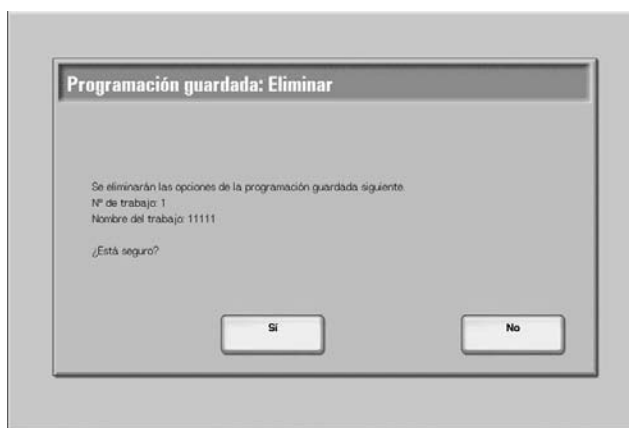 Programación guardada: Eliminar
Se eliminarán las opciones de la programación guardada siguiente.
Nº de trabajo: 1
Nombre del trabajo: 11111
¿Está seguro?
Sí
No